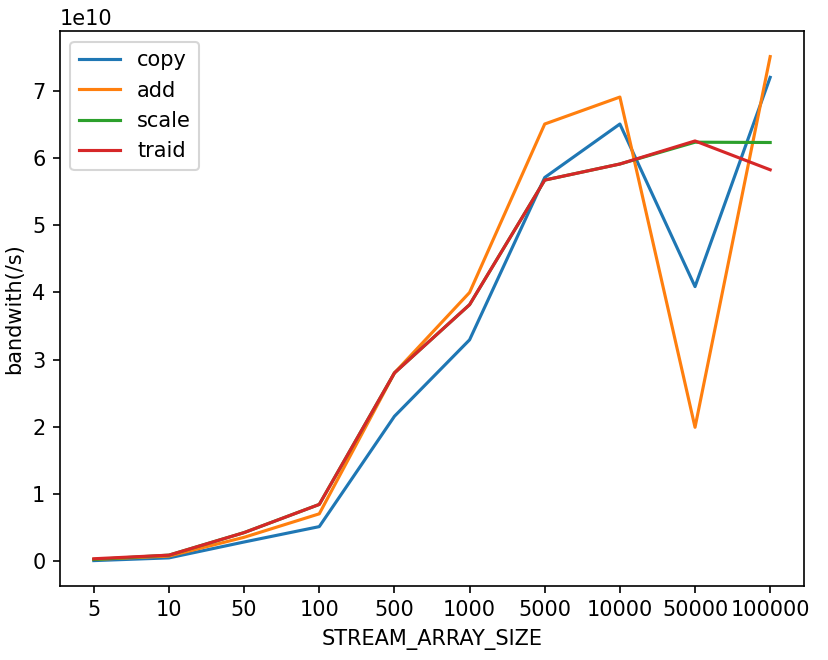 1e10
copy
add
scale
traid
7
6
5
4
3
2
1
0
bandwith(/s)
5 10 50 100 500 1000 5000 10000 50000 100000
STREAM_ARRAY_SIZE